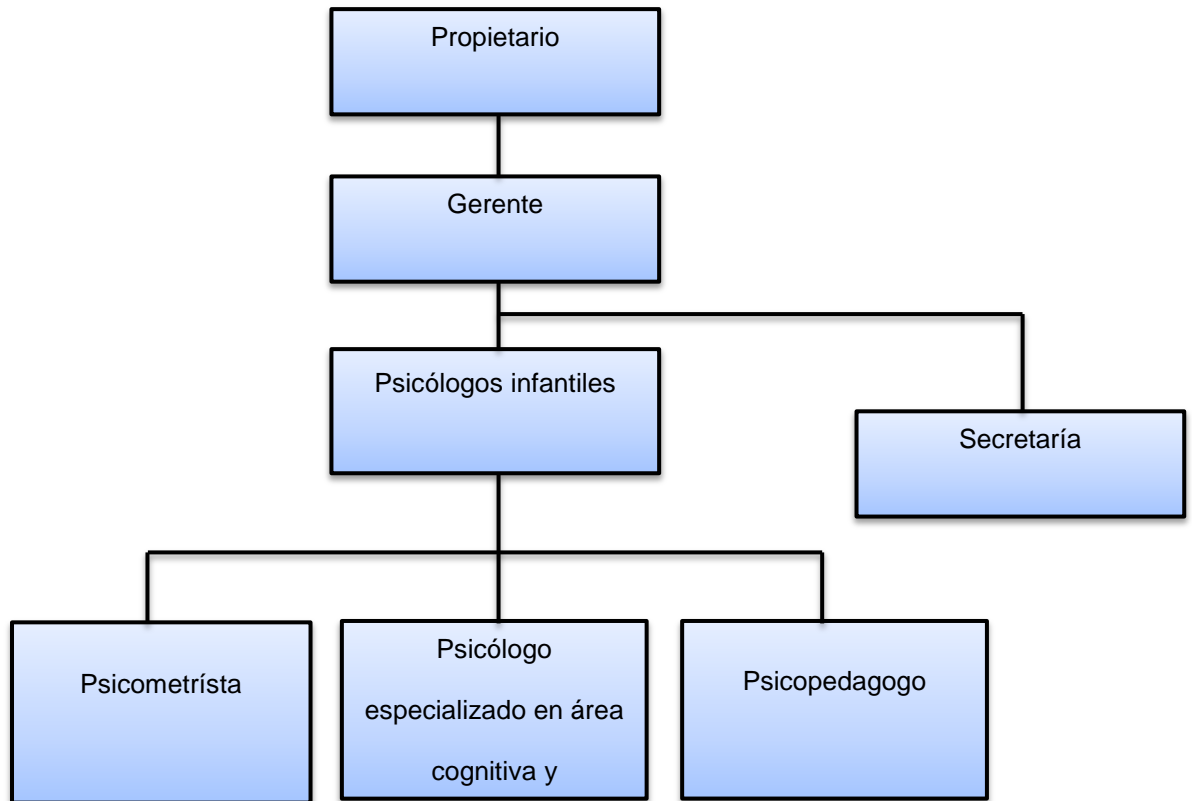 Propietario
Gerente
Psicólogos infantiles
Secretaría
Psicometrísta
Psicólogo
especializado en área
cognitiva y
Psicopedagogo